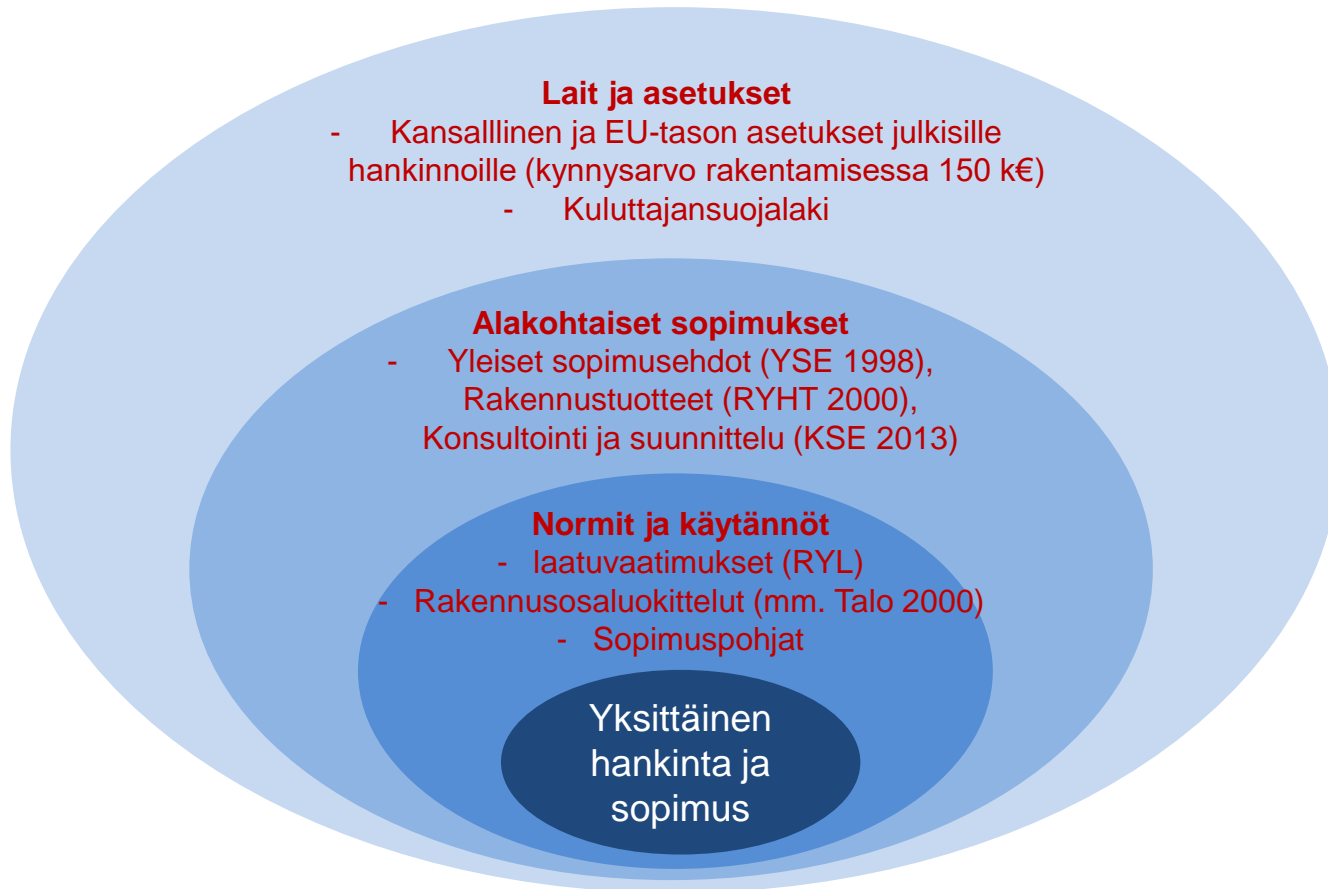 Lait ja asetukset
- Kansalllinen ja EU-tason asetukset julkisille
hankinnoille (kynnysarvo rakentamisessa 150 k€)
- Kuluttajansuojalaki
Alakohtaiset sopimukset
- Yleiset sopimusehdot (YSE 1998),
Rakennustuotteet (RYHT 2000),
Konsultointi ja suunnittelu (KSE 2013)
Normit ja käytännöt
- laatuvaatimukset (RYL)
- Rakennusosaluokittelut (mm. Talo 2000)
- Sopimuspohjat
Yksittäinen
hankinta ja
sopimus